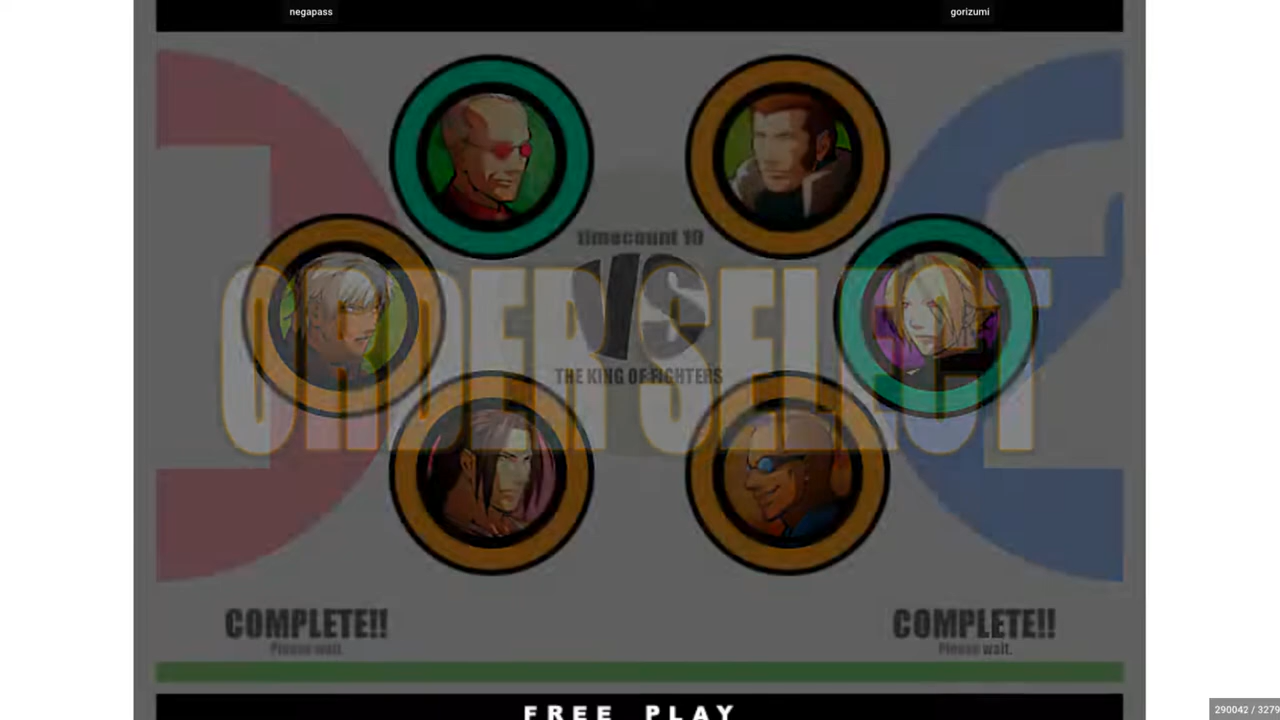 negapass gorizumi
timecount 10
VS
ORDER SELECT
THE KING OF FIGHTERS
COMPLETE!! COMPLETE!!
Please wait. Please wait.
FREE PLAY
290042 / 3279